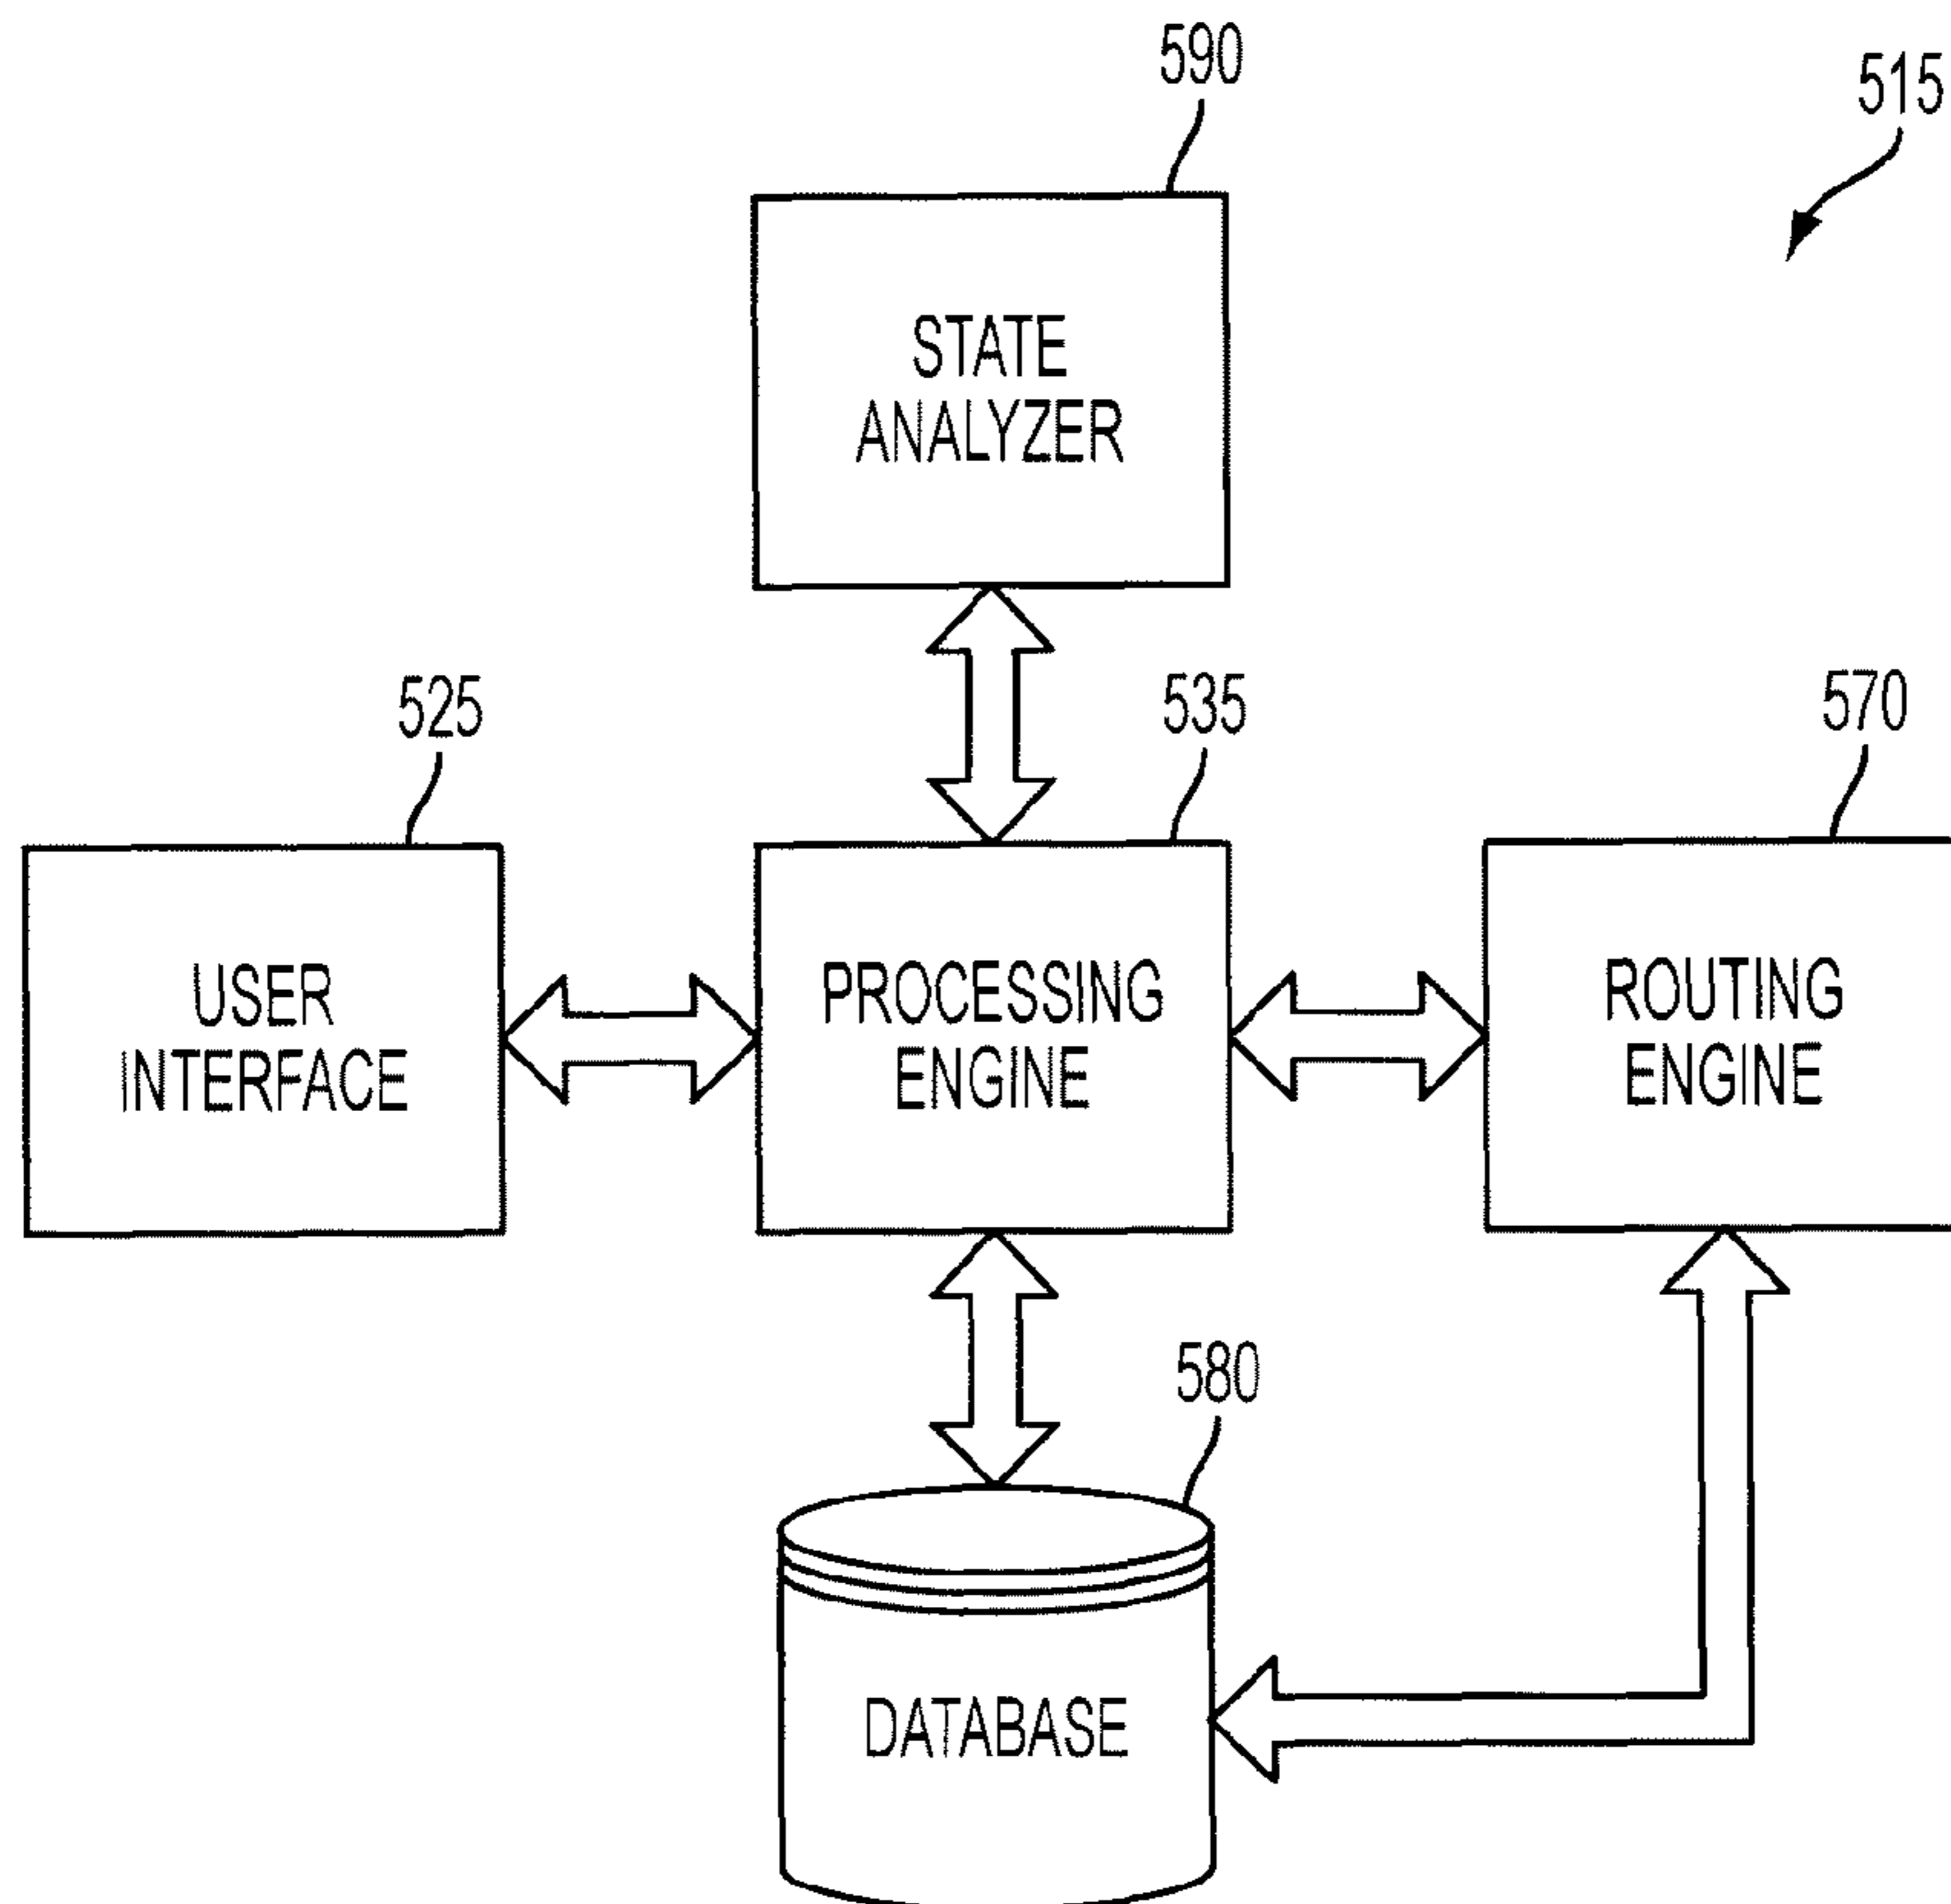 590
515
STATE
ANALYZER
525
535
570
USER
INTERFACE
PROCESSING
ENGINE
ROUTING
ENGINE
580
DATABASE